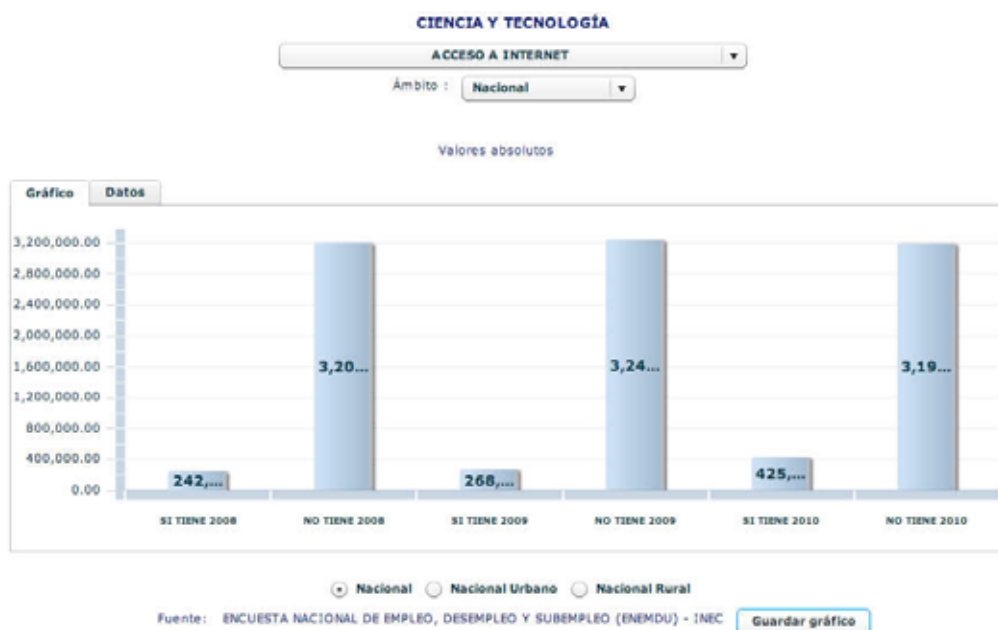 CIENCIA Y TECNOLOGÍA
ACCESO A INTERNET
Ámbito : Nacional
Valores absolutos
Gráfico Datos
3,200,000.00
2,800,000.00
2,400,000.00
2,000,000.00
1,600,000.00
1,200,000.00
800,000.00
400,000.00
0.00
242,... 3,20... 268,... 3,24... 425,... 3,19...
SI TIENE 2008 NO TIENE 2008 SI TIENE 2009 NO TIENE 2009 SI TIENE 2010 NO TIENE 2010
Nacional Nacional Urbano Nacional Rural
Fuente: ENCUESTA NACIONAL DE EMPLEO, DESEMPLEO Y SUBEMPLEO (ENEMDU) - INEC Guardar gráfico